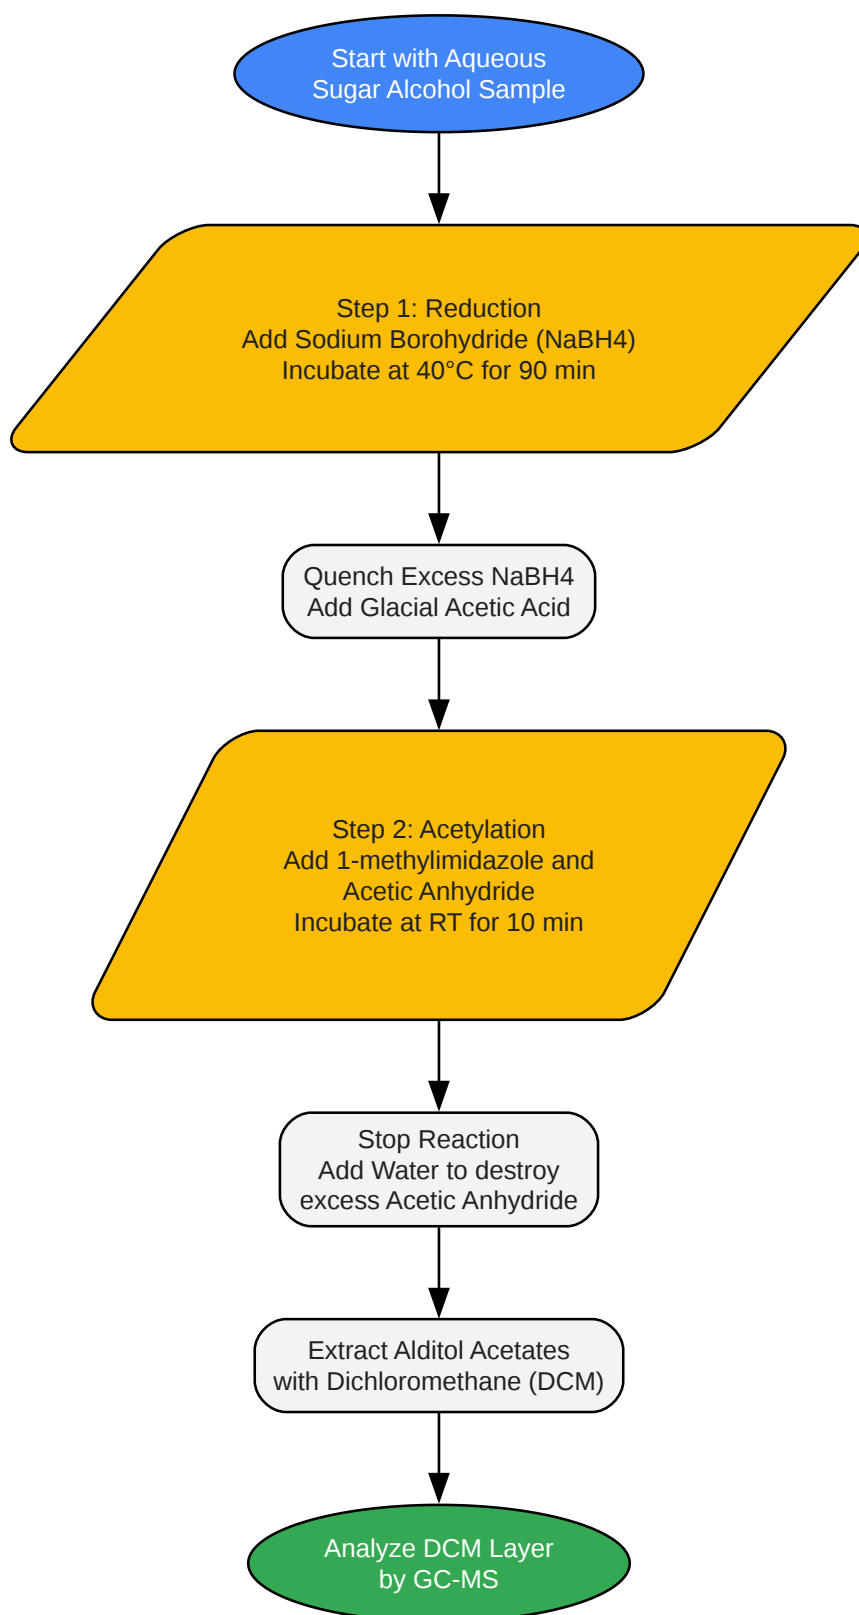 Start with Aqueous
Sugar Alcohol Sample
Step 1: Reduction
Add Sodium Borohydride (NaBH4)
Incubate at 40°C for 90 min
Quench Excess NaBH4
Add Glacial Acetic Acid
Step 2: Acetylation
Add 1-methylimidazole and
Acetic Anhydride
Incubate at RT for 10 min
Stop Reaction
Add Water to destroy
excess Acetic Anhydride
Extract Alditol Acetates
with Dichloromethane (DCM)
Analyze DCM Layer
by GC-MS